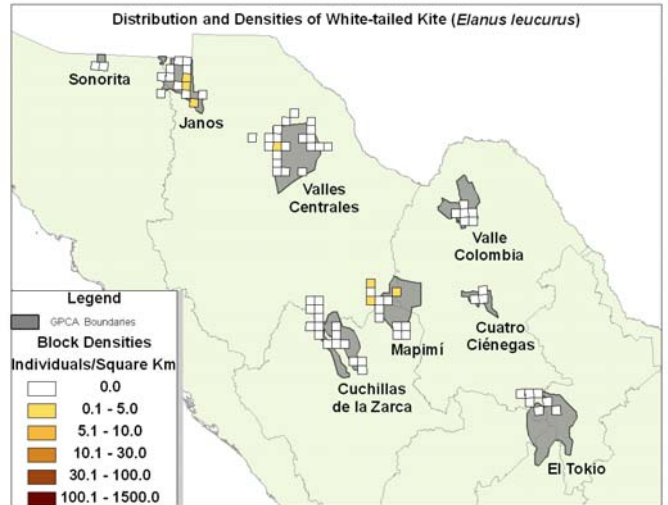 Distribution and Densities of White-tailed Kite (Elanus leucurus)
Sonorita
Janos
Valles
Centrales
Valle
Colombia
Cuatro
Ciénegas
Mapimí
Cuchillas
de la Zarca
El Tokio
Legend
GPCA Boundaries
Block Densities
Individuals/Square Km
0.0
0.1 - 5.0
5.1 - 10.0
10.1 - 30.0
30.1 - 100.0
100.1 - 1500.0